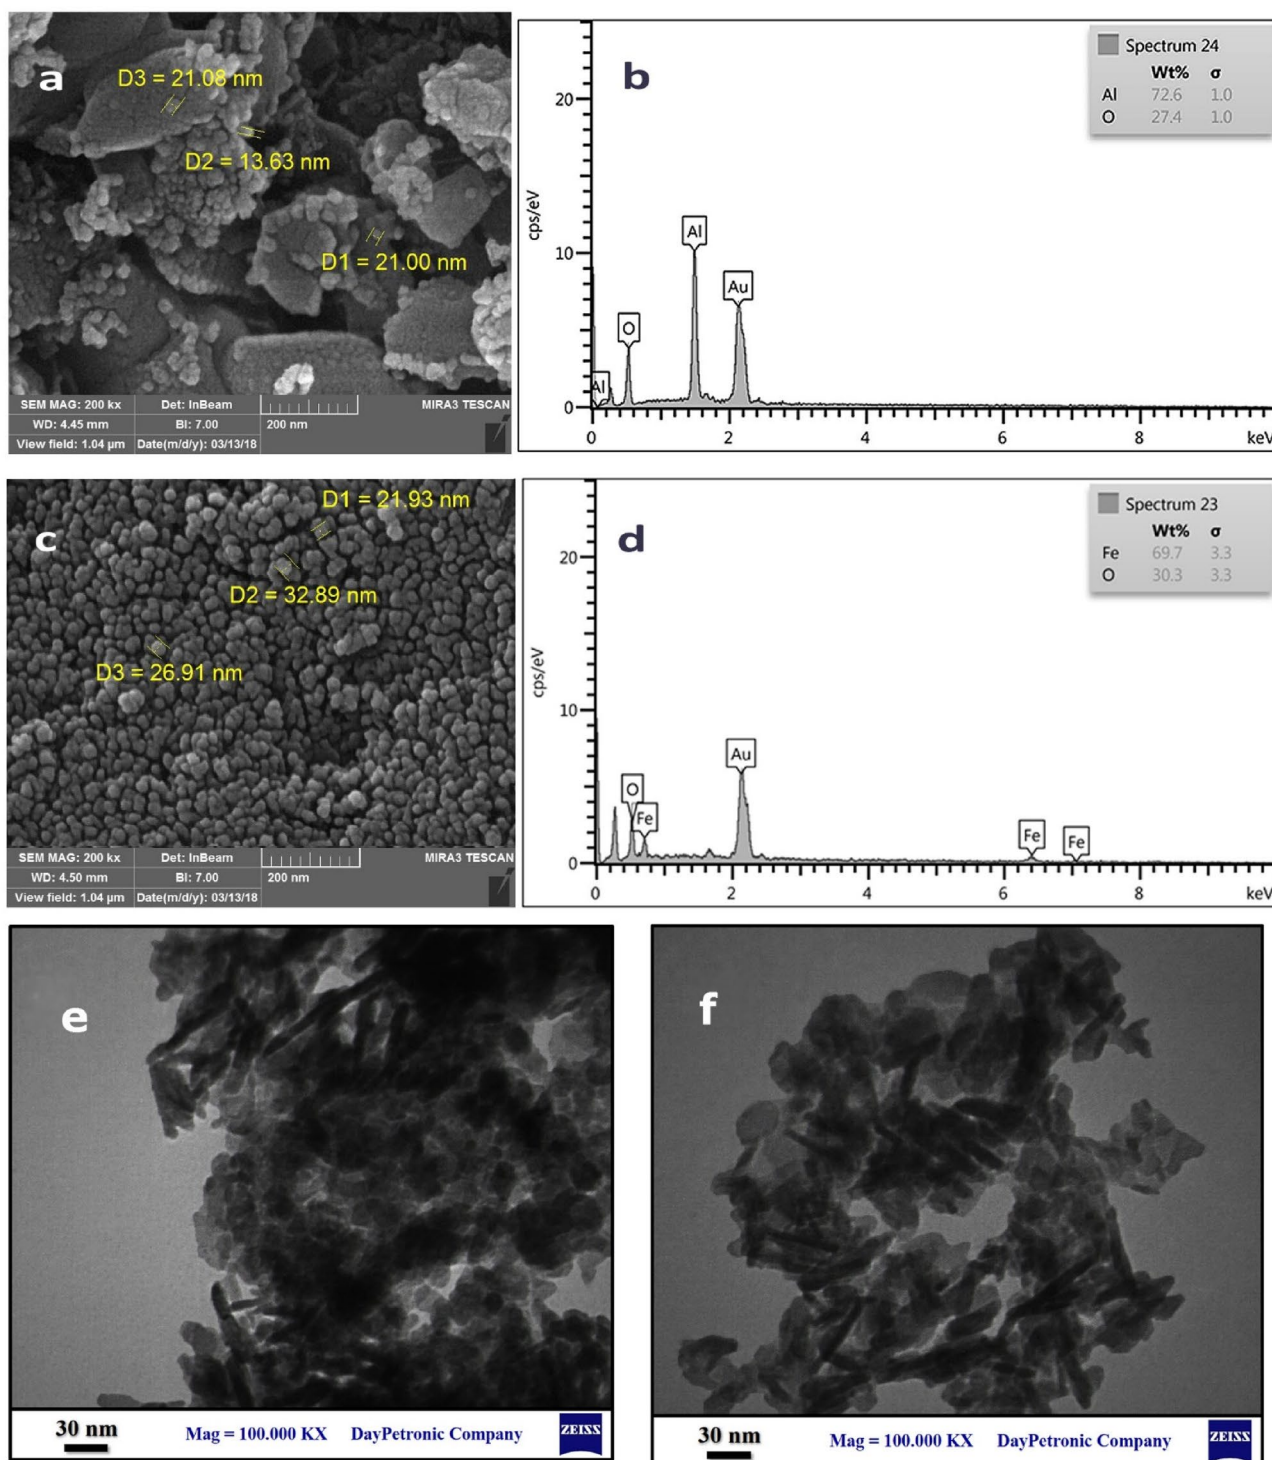 a
D3 = 21.08 nm
D2 = 13.63 nm
D1 = 21.00 nm
SEM MAG: 200 kx Det: InBeam MIRA3 TESCAN
WD: 4.45 mm BI: 7.00 200 nm
View field: 1.04 µm Date(m/d/y): 03/13/18
b
Spectrum 24
Wt% σ
Al 72.6 1.0
O 27.4 1.0
cps/eV
20
10
0
Al
O
Al
Au
0 2 4 6 8 keV
c
D1 = 21.93 nm
D2 = 32.89 nm
D3 = 26.91 nm
SEM MAG: 200 kx Det: InBeam MIRA3 TESCAN
WD: 4.50 mm BI: 7.00 200 nm
View field: 1.04 µm Date(m/d/y): 03/13/18
d
Spectrum 23
Wt% σ
Fe 69.7 3.3
O 30.3 3.3
cps/eV
20
10
0
O
Fe
Au
Fe
Fe
0 2 4 6 8 keV
e
30 nm Mag = 100.000 KX DayPetronic Company ZEISS
f
30 nm Mag = 100.000 KX DayPetronic Company ZEISS